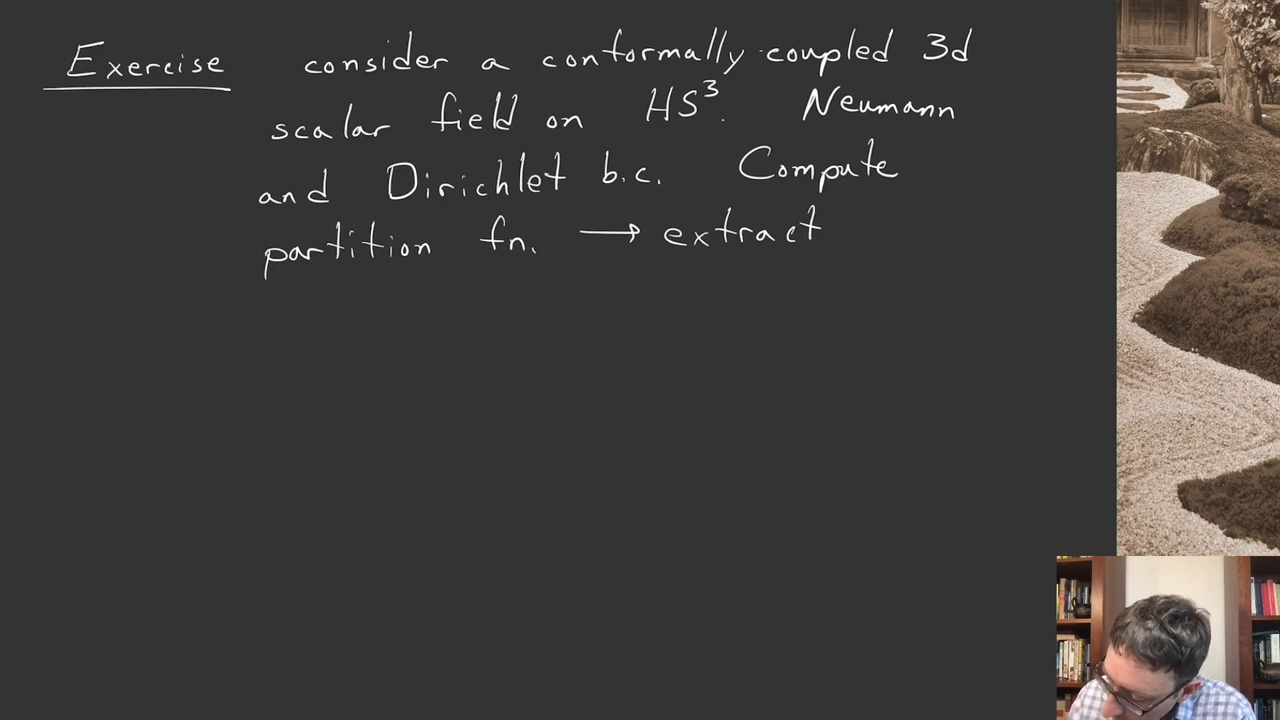 Exercise consider a conformally coupled 3d
scalar field on HS³. Neumann
and Dirichlet b.c. Compute
partition fn. → extract